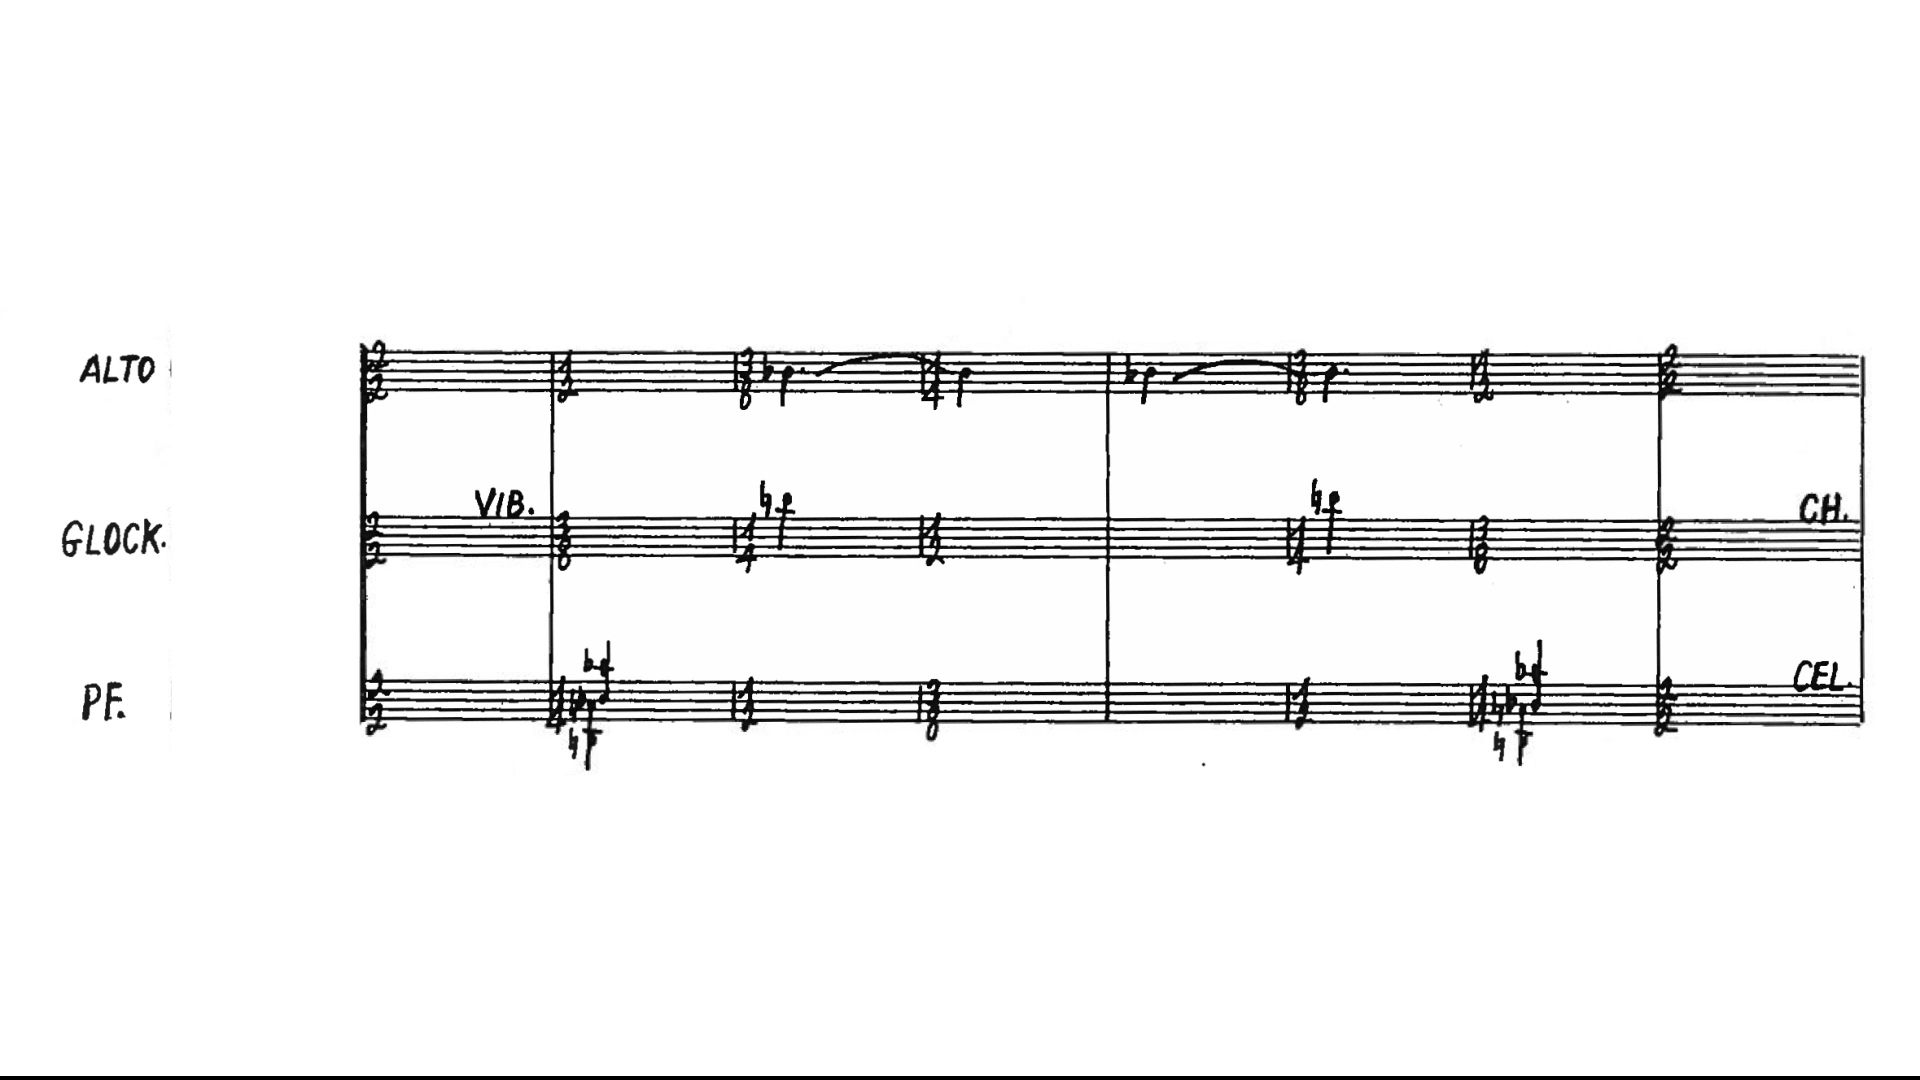 ALTO
VIB.
GLOCK.
CH.
PF.
CEL.